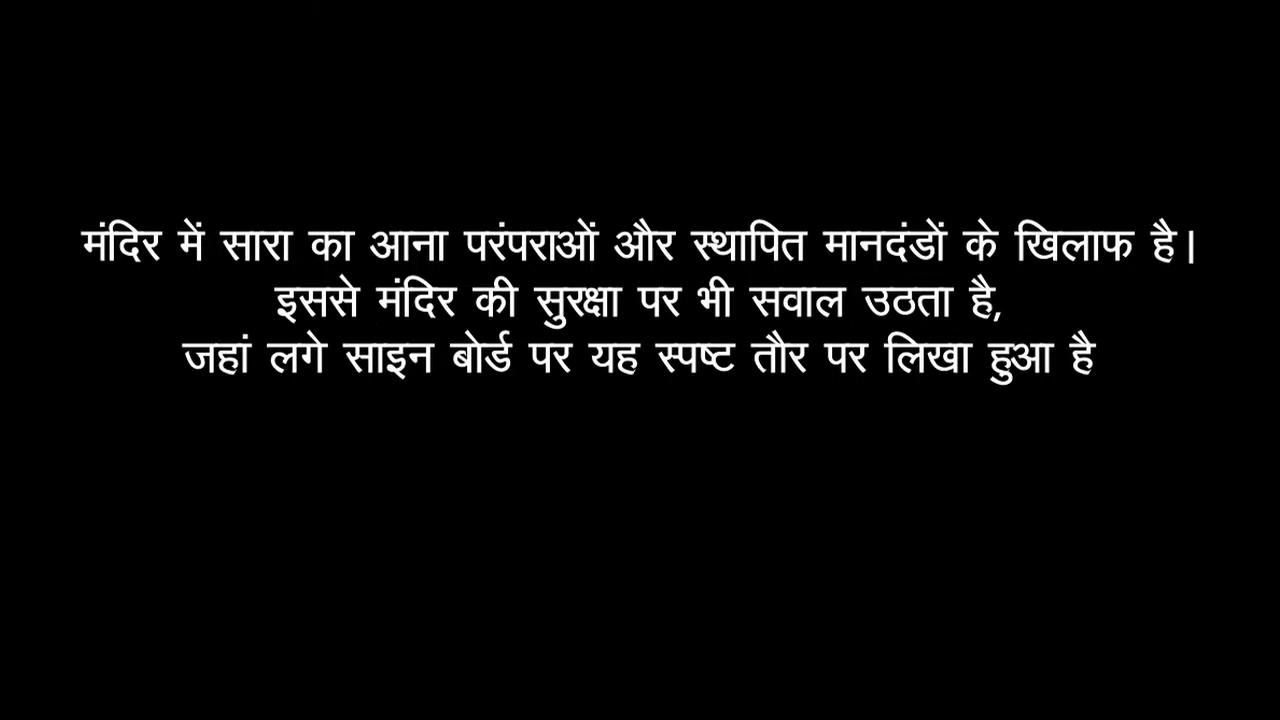 मंदिर में सारा का आना परंपराओं और स्थापित मानदंडों के खिलाफ है।
इससे मंदिर की सुरक्षा पर भी सवाल उठता है,
जहां लगे साइन बोर्ड पर यह स्पष्ट तौर पर लिखा हुआ है